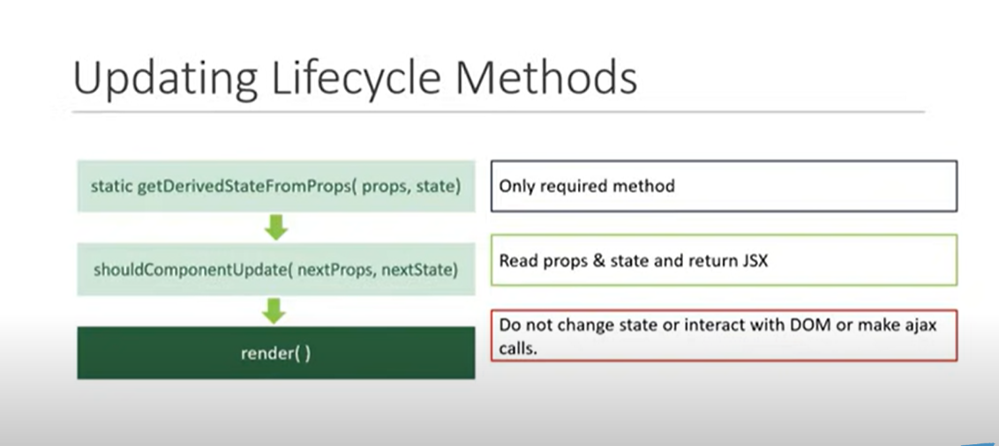 Updating Lifecycle Methods
static getDerivedStateFromProps( props, state)
Only required method
shouldComponentUpdate( nextProps, nextState)
Read props & state and return JSX
render( )
Do not change state or interact with DOM or make ajax
calls.